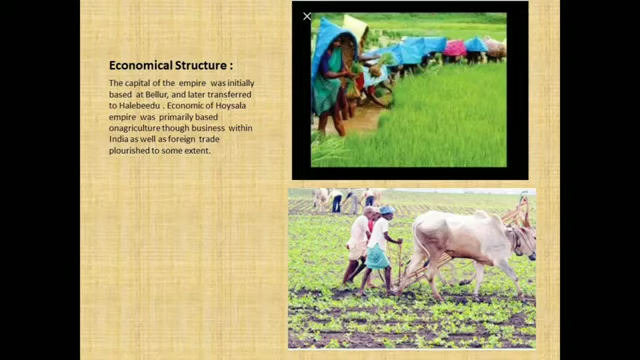 Economical Structure :
The capital of the  empire  was initially
based  at Bellur, and later transferred
to Halebeedu . Economic of Hoysala
empire  was  primarily based
onagriculture though business  within
India as well as foreign  trade
plourished to some extent.